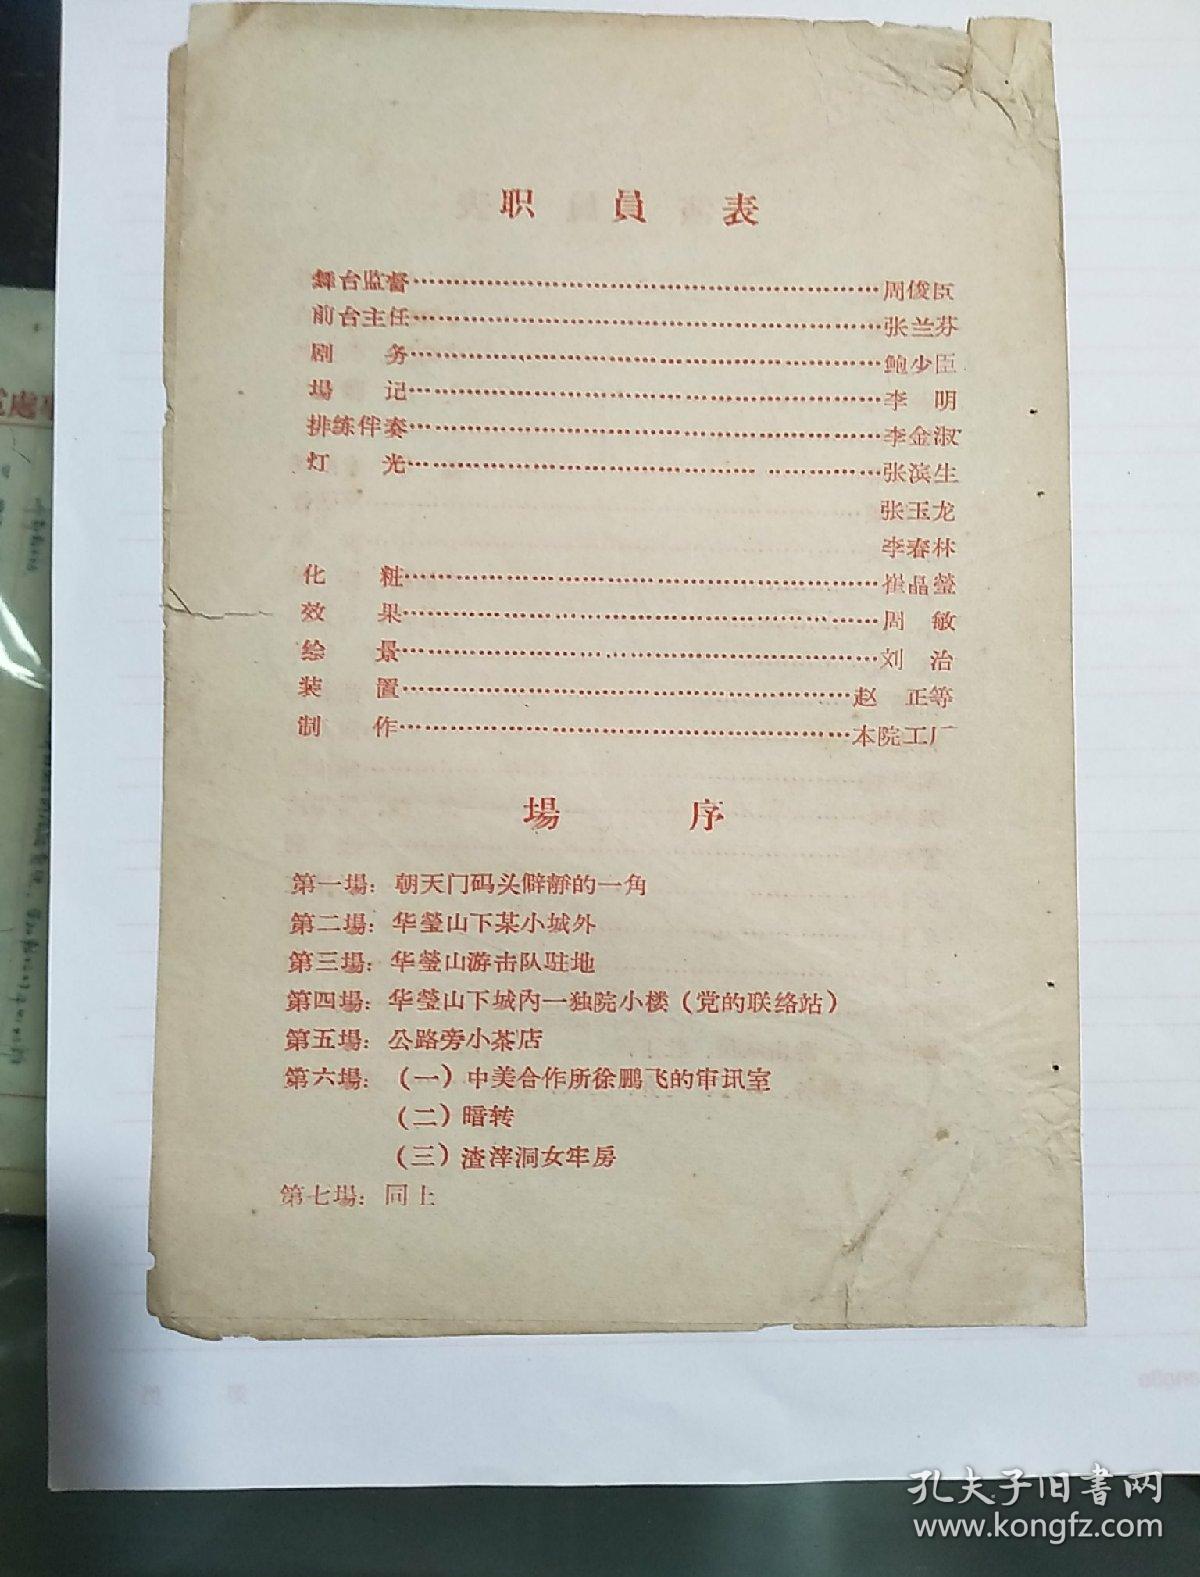 职員表
舞台监督……周俊臣
前台主任……张兰芬
剧　务……鲍少臣
場　记……李　明
排练伴奏……李金淑
灯　光……张滨生
张玉龙
李春林
化　粧……崔晶莹
效　果……周　敏
绘　景……刘　治
装　置……赵　正等
制　作……本院工厂
場序
第一場：朝天门码头僻静的一角
第二場：华蓥山下某小城外
第三場：华蓥山游击队驻地
第四場：华蓥山下城内一独院小楼（党的联络站）
第五場：公路旁小茶店
第六場：（一）中美合作所徐鹏飞的审讯室
（二）暗转
（三）渣滓洞女牢房
第七場：同上
孔夫子旧書网
www.kongfz.com